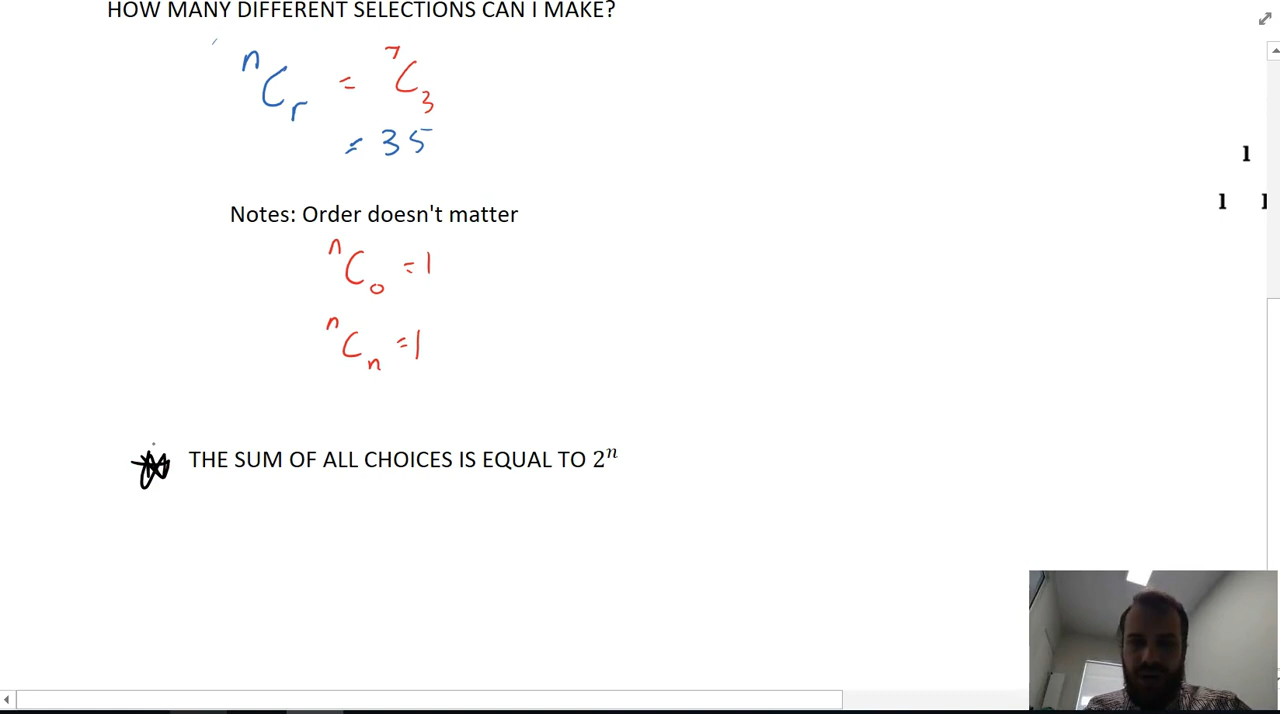 HOW MANY DIFFERENT SELECTIONS CAN I MAKE?
ⁿCᵣ = ⁷C₃
= 35
Notes: Order doesn't matter
ⁿC₀ = 1
ⁿCₙ = 1
THE SUM OF ALL CHOICES IS EQUAL TO 2ⁿ
1
1